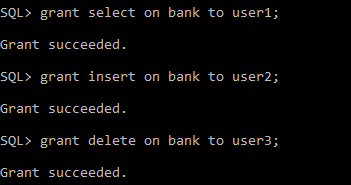 SQL> grant select on bank to user1;
Grant succeeded.
SQL> grant insert on bank to user2;
Grant succeeded.
SQL> grant delete on bank to user3;
Grant succeeded.